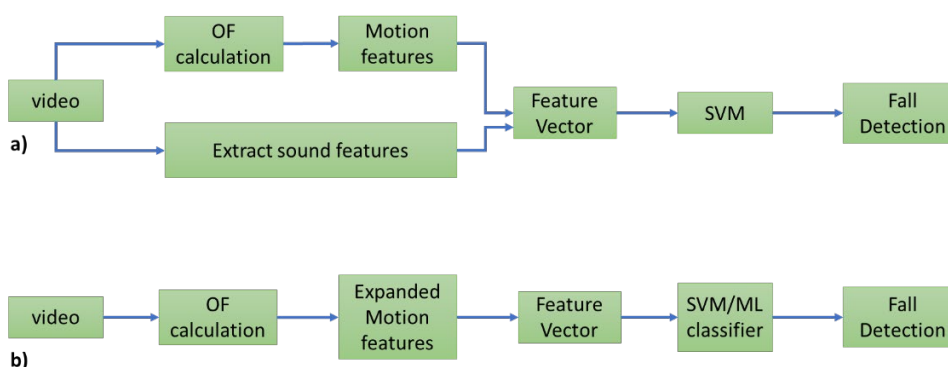 OF
calculation
Motion
features
video
a)
Extract sound features
Feature
Vector
SVM
Fall
Detection
video
b)
OF
calculation
Expanded
Motion
features
Feature
Vector
SVM/ML
classifier
Fall
Detection